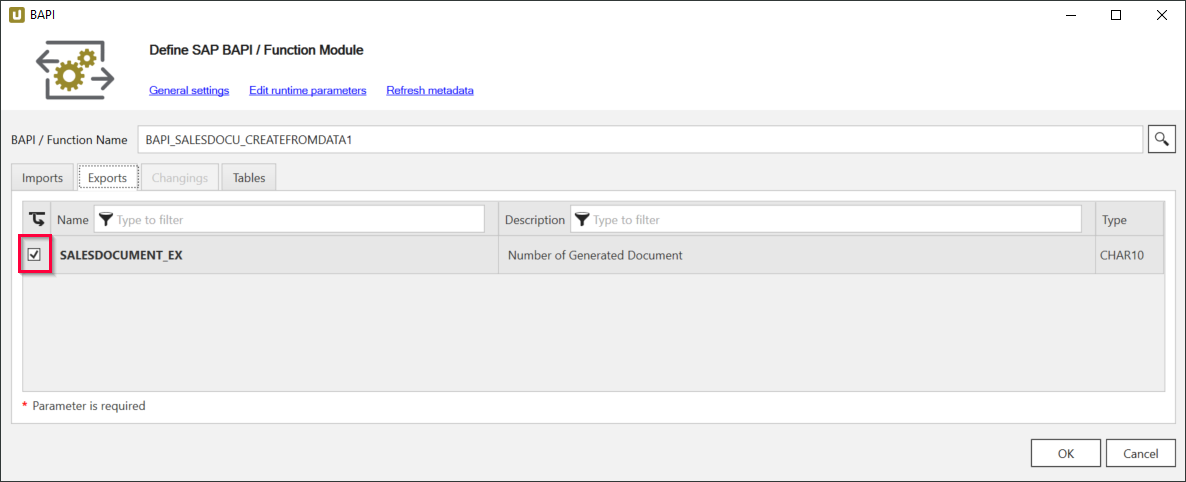 BAPI
Define SAP BAPI / Function Module
General settings Edit runtime parameters Refresh metadata
BAPI / Function Name BAPI_SALESDOCU_CREATEFROMDATA1
Imports Exports Changings Tables
Name Type to filter Description Type to filter Type
SALESDOCUMENT_EX Number of Generated Document CHAR10
* Parameter is required
OK Cancel